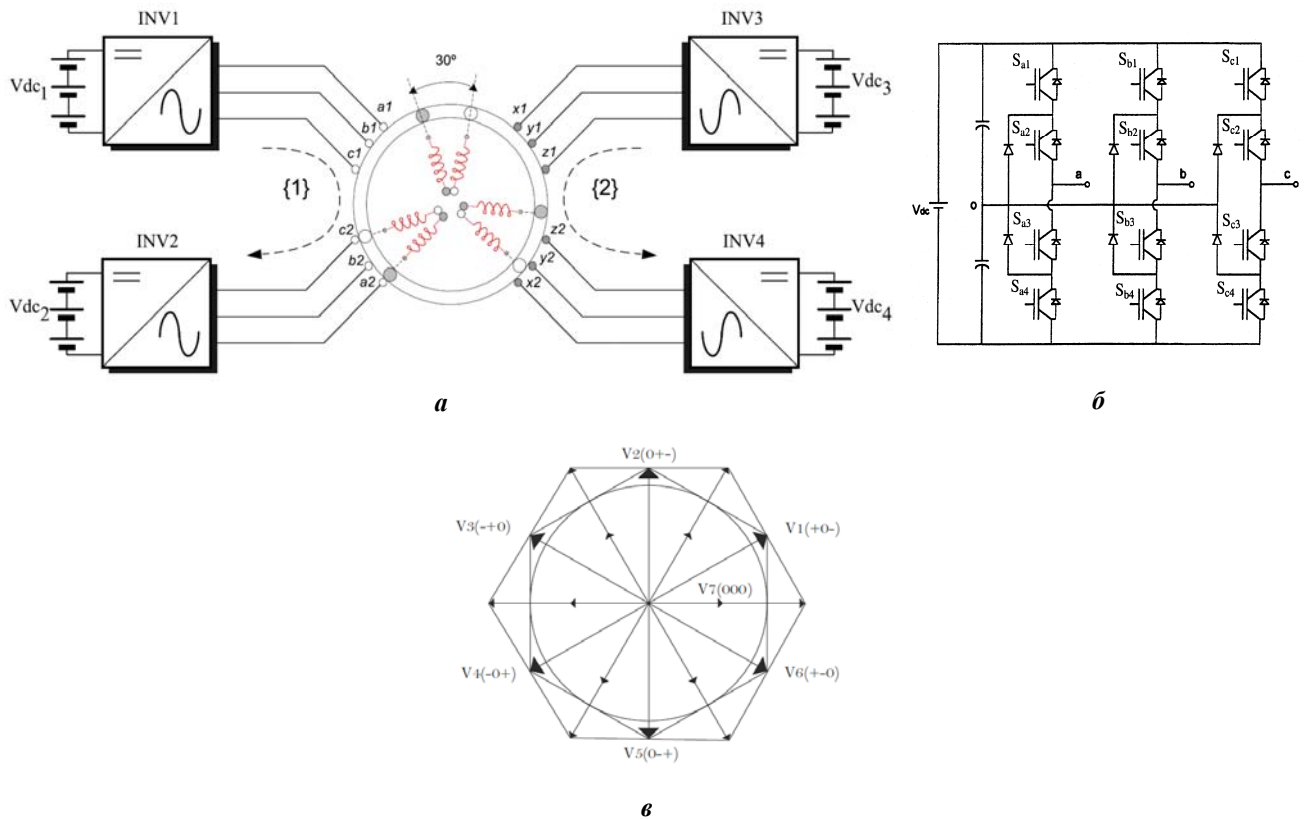 INV1
Vdc1
a1
b1
c1
{1}
30º
INV3
Vdc3
x1
y1
z1
{2}
INV2
Vdc2
c2
b2
a2
INV4
Vdc4
z2
y2
x2
а
Sa1
Sb1
Sc1
Sa2
Sb2
Sc2
a
b
c
Vdc
o
Sa3
Sb3
Sc3
Sa4
Sb4
Sc4
б
V2(0+-)
V3(-+0)
V1(+0-)
V7(000)
V4(-0+)
V6(+-0)
V5(0-+)
в